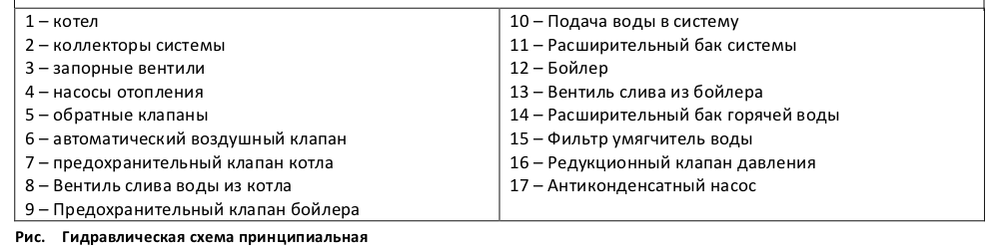 1 – котел
2 – коллекторы системы
3 – запорные вентили
4 – насосы отопления
5 – обратные клапаны
6 – автоматический воздушный клапан
7 – предохранительный клапан котла
8 – Вентиль слива воды из котла
9 – Предохранительный клапан бойлера
10 – Подача воды в систему
11 – Расширительный бак системы
12 – Бойлер
13 – Вентиль слива из бойлера
14 – Расширительный бак горячей воды
15 – Фильтр умягчитель воды
16 – Редукционный клапан давления
17 – Антиконденсатный насос
Рис. Гидравлическая схема принципиальная